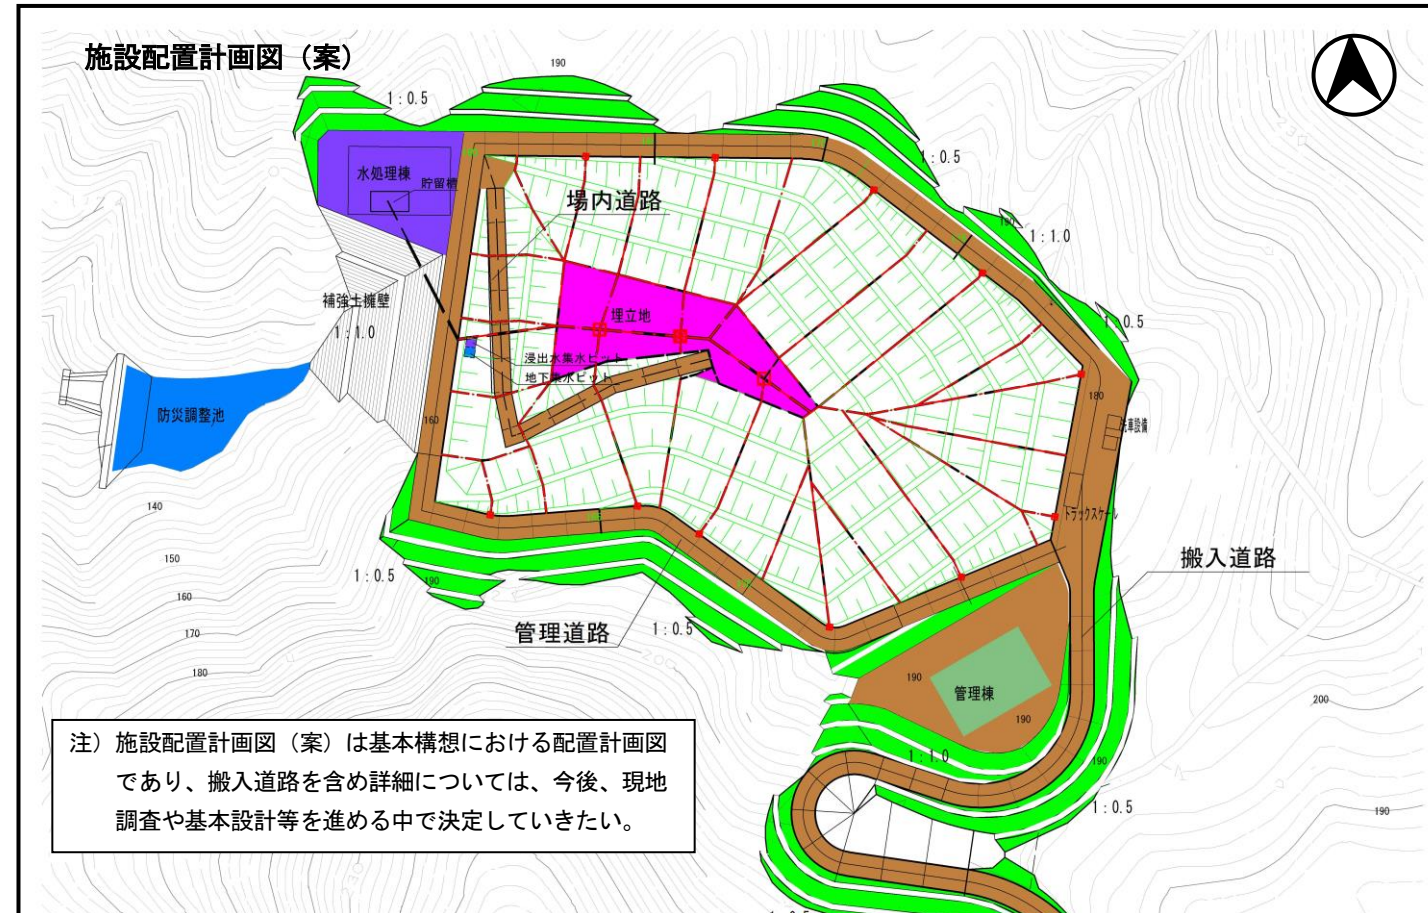 施設配置計画図（案）
190
1：0.5
水処理棟
貯留槽
場内道路
1：0.5
190
1：1.0
補強土擁壁
1：1.0
埋立地
1：0.5
浸出水集水ピット
地下集水ピット
防災調整池
160
180
洗車設備
140
トラックスケール
150
搬入道路
1：0.5
190
160
170
管理道路
1：0.5
180
190
管理棟
200
190
1：1.0
190
1：0.5
190
注）施設配置計画図（案）は基本構想における配置計画図
であり、搬入道路を含め詳細については、今後、現地
調査や基本設計等を進める中で決定していきたい。